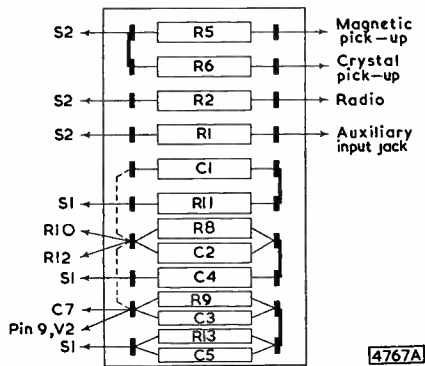 S2 R5 Magnetic
pick-up
R6 Crystal
pick-up
S2 R2 Radio
S2 R1 Auxiliary
input jack
C1
S1 R11
R10 R8
R12 C2
S1 C4
C7 R9
C3
Pin 9,V2
S1 R13
C5
4767A